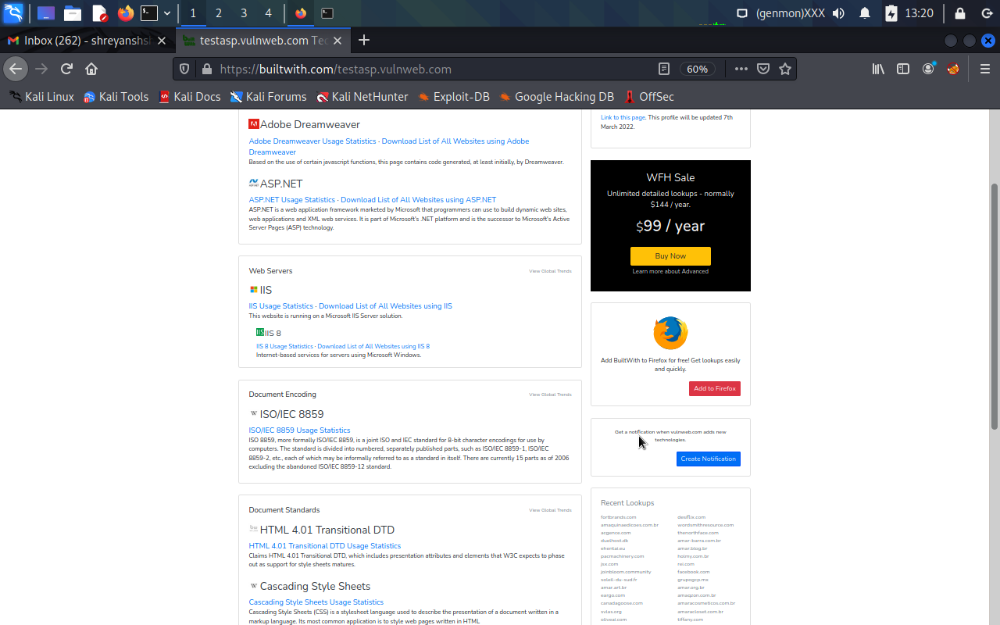 1
2
3
4
(genmon)XXX
13:20
Inbox (262) - shreyanshs
testasp.vulnweb.com Tec
https://builtwith.com/testasp.vulnweb.com
60%
Kali Linux
Kali Tools
Kali Docs
Kali Forums
Kali NetHunter
Exploit-DB
Google Hacking DB
OffSec
Adobe Dreamweaver
Adobe Dreamweaver Usage Statistics · Download List of All Websites using Adobe
Dreamweaver
Based on the use of certain javascript functions, this page contains code generated, at least initially, by Dreamweaver.
ASP.NET
ASP.NET Usage Statistics · Download List of All Websites using ASP.NET
ASP.NET is a web application framework marketed by Microsoft that programmers can use to build dynamic web sites,
web applications and XML web services. It is part of Microsoft's .NET platform and is the successor to Microsoft's Active
Server Pages (ASP) technology.
Web Servers
View Global Trends
IIS
IIS Usage Statistics · Download List of All Websites using IIS
This website is running on a Microsoft IIS Server solution.
IIS 8
IIS 8 Usage Statistics · Download List of All Websites using IIS 8
Internet-based services for servers using Microsoft Windows.
Document Encoding
View Global Trends
ISO/IEC 8859
ISO/IEC 8859 Usage Statistics
ISO 8859, more formally ISO/IEC 8859, is a joint ISO and IEC standard for 8-bit character encodings for use by
computers. The standard is divided into numbered, separately published parts, such as ISO/IEC 8859-1, ISO/IEC
8859-2, etc., each of which may be informally referred to as a standard in itself. There are currently 15 parts as of 2006
excluding the abandoned ISO/IEC 8859-12 standard.
Document Standards
View Global Trends
HTML 4.01 Transitional DTD
HTML 4.01 Transitional DTD Usage Statistics
Claims HTML 4.01 Transitional DTD, which includes presentation attributes and elements that W3C expects to phase
out as support for style sheets matures.
Cascading Style Sheets
Cascading Style Sheets Usage Statistics
Cascading Style Sheets (CSS) is a stylesheet language used to describe the presentation of a document written in a
markup language. Its most common application is to style web pages written in HTML
Link to this page. This profile will be updated 7th
March 2022.
WFH Sale
Unlimited detailed lookups - normally
$144 / year.
$99 / year
Buy Now
Learn more about Advanced
Add BuiltWith to Firefox for free! Get lookups easily
and quickly.
Add to Firefox
Get a notification when vulnweb.com adds new
technologies.
Create Notification
Recent Lookups
fortbrands.com
desiflix.com
amaquinaedicoes.com.br
wordsmithresource.com
acgence.com
thenorthface.com
duelhost.dk
amar-barra.com.br
ehentai.eu
amar.blog.br
pacmachinery.com
holmy.com.br
jsx.com
rei.com
joinbloom.community
facebook.com
soleil-du-sud.fr
grupogcp.mx
amar.art.br
amar.org.br
eargo.com
amaqzon.com.br
canadagoose.com
amaracosmeticos.com.br
svlas.org
amaracloset.com.br
oliveai.com
tiffany.com